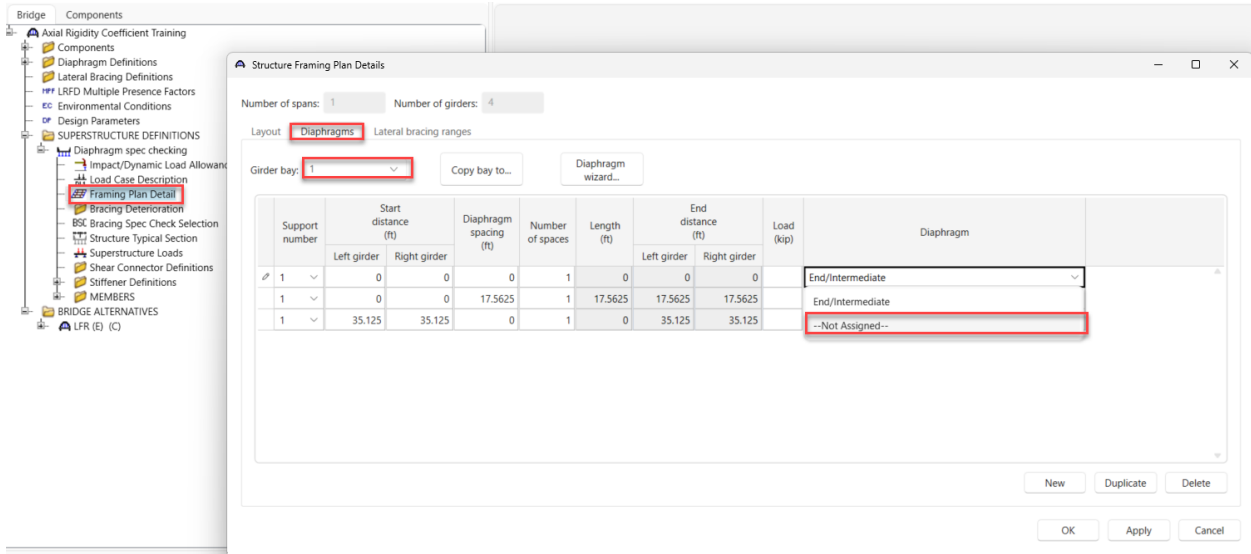 Bridge Components
Axial Rigidity Coefficient Training
Components
Diaphragm Definitions
Lateral Bracing Definitions
MPF LRFD Multiple Presence Factors
EC Environmental Conditions
DP Design Parameters
SUPERSTRUCTURE DEFINITIONS
Diaphragm spec checking
Impact/Dynamic Load Allowanc
Load Case Description
Framing Plan Detail
Bracing Deterioration
BSC Bracing Spec Check Selection
Structure Typical Section
Superstructure Loads
Shear Connector Definitions
Stiffener Definitions
MEMBERS
BRIDGE ALTERNATIVES
LFR (E) (C)
Structure Framing Plan Details
Number of spans: 1 Number of girders: 4
Layout Diaphragms Lateral bracing ranges
Girder bay: 1 Copy bay to... Diaphragm wizard...
Support number
Start distance (ft)
Left girder Right girder
Diaphragm spacing (ft)
Number of spaces
Length (ft)
End distance (ft)
Left girder Right girder
Load (kip)
Diaphragm
1 0 0 0 1 0 0 0 End/Intermediate
1 0 0 17.5625 1 17.5625 17.5625 17.5625
1 35.125 35.125 0 1 0 35.125 35.125
End/Intermediate
--Not Assigned--
New Duplicate Delete
OK Apply Cancel